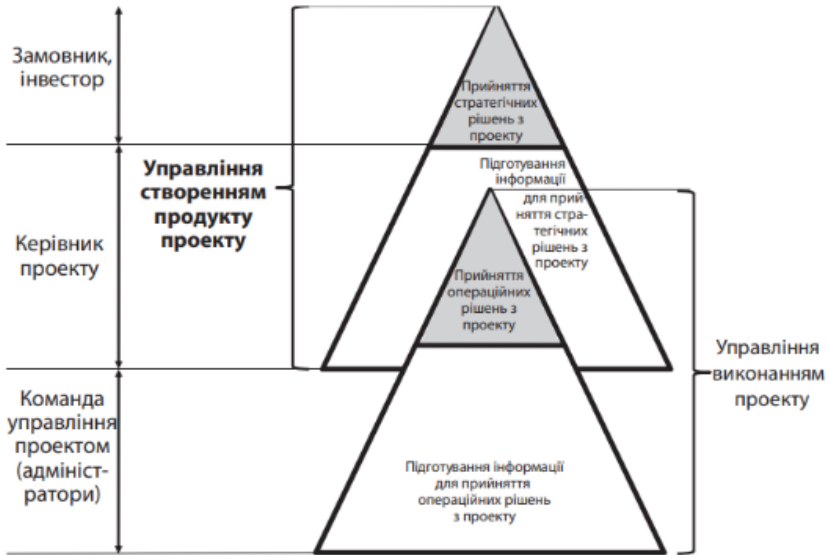 Замовник,
інвестор
Прийняття
стратегічних
рішень з
проекту
Управління
створенням
продукту
проекту
Підготування
інформації
для прий-
няття стра-
тегічних
рішень з
проекту
Керівник
проекту
Прийняття
операційних
рішень з
проекту
Управління
виконанням
проекту
Команда
управління
проектом
(адмініст-
ратори)
Підготування інформації
для прийняття
операційних рішень
з проекту